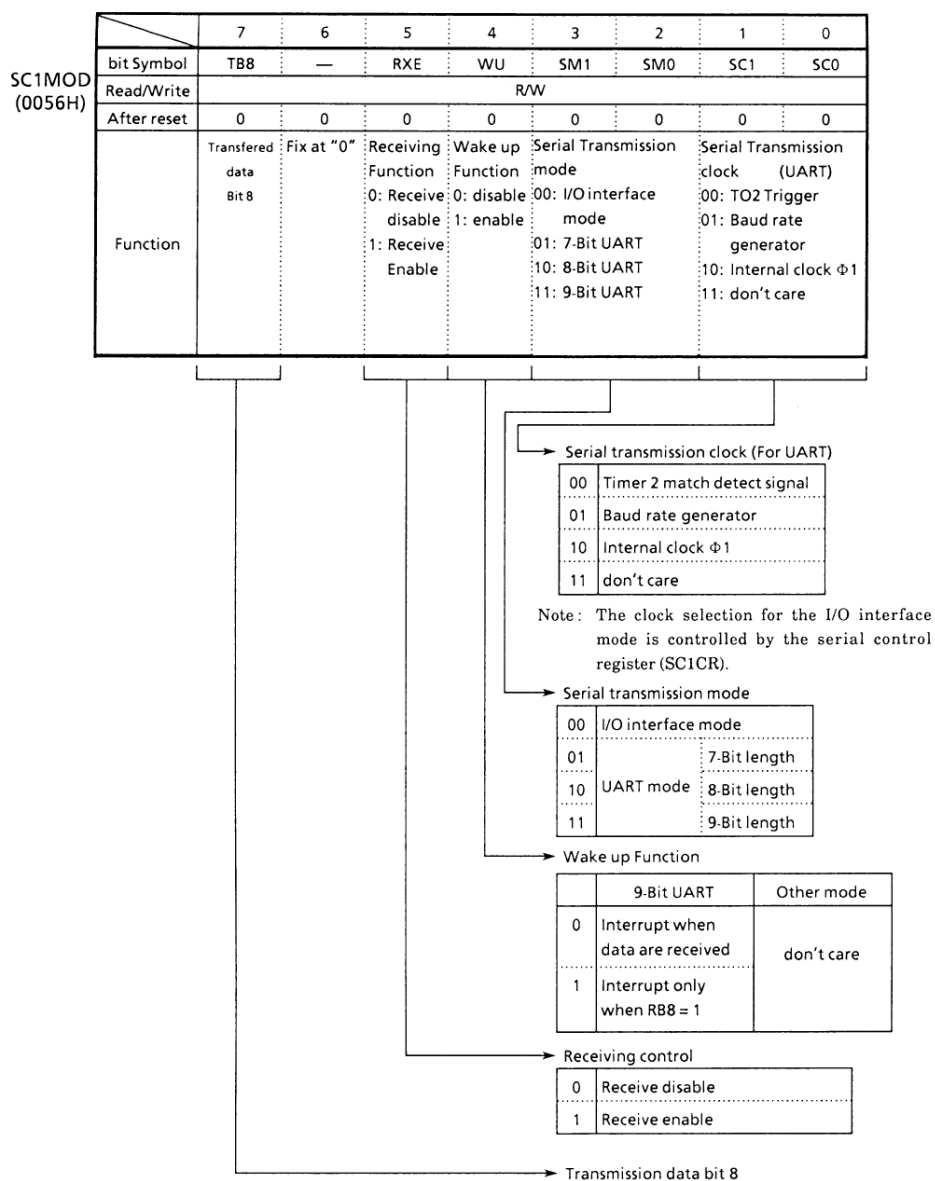 7 6 5 4 3 2 1 0
SC1MOD
(0056H)
bit Symbol TB8 — RXE WU SM1 SM0 SC1 SC0
Read/Write R/W
After reset 0 0 0 0 0 0 0 0
Function
Transfered
data
Bit 8
Fix at "0"
Receiving
Function
0: Receive
disable
1: Receive
Enable
Wake up
Function
0: disable
1: enable
Serial Transmission
mode
00: I/O interface
mode
01: 7-Bit UART
10: 8-Bit UART
11: 9-Bit UART
Serial Transmission
clock (UART)
00: TO2 Trigger
01: Baud rate
generator
10: Internal clock Φ1
11: don't care
Serial transmission clock (For UART)
00 Timer 2 match detect signal
01 Baud rate generator
10 Internal clock Φ1
11 don't care
Note : The clock selection for the I/O interface
mode is controlled by the serial control
register (SC1CR).
Serial transmission mode
00 I/O interface mode
01 7-Bit length
10 UART mode 8-Bit length
11 9-Bit length
Wake up Function
9-Bit UART Other mode
0 Interrupt when
data are received
don't care
1 Interrupt only
when RB8 = 1
Receiving control
0 Receive disable
1 Receive enable
Transmission data bit 8